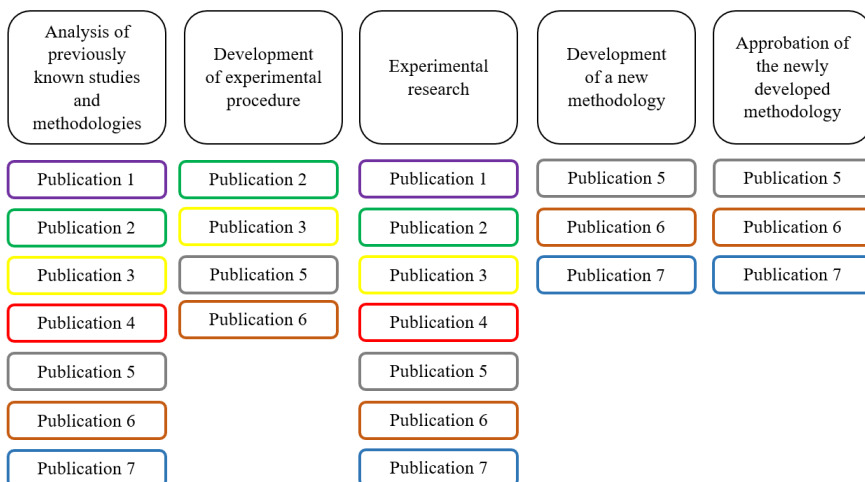 Analysis of
previously
known studies
and
methodologies
Development
of experimental
procedure
Experimental
research
Development
of a new
methodology
Approbation of
the newly
developed
methodology
Publication 1
Publication 2
Publication 3
Publication 4
Publication 5
Publication 6
Publication 7
Publication 2
Publication 3
Publication 5
Publication 6
Publication 1
Publication 2
Publication 3
Publication 4
Publication 5
Publication 6
Publication 7
Publication 5
Publication 6
Publication 7
Publication 5
Publication 6
Publication 7